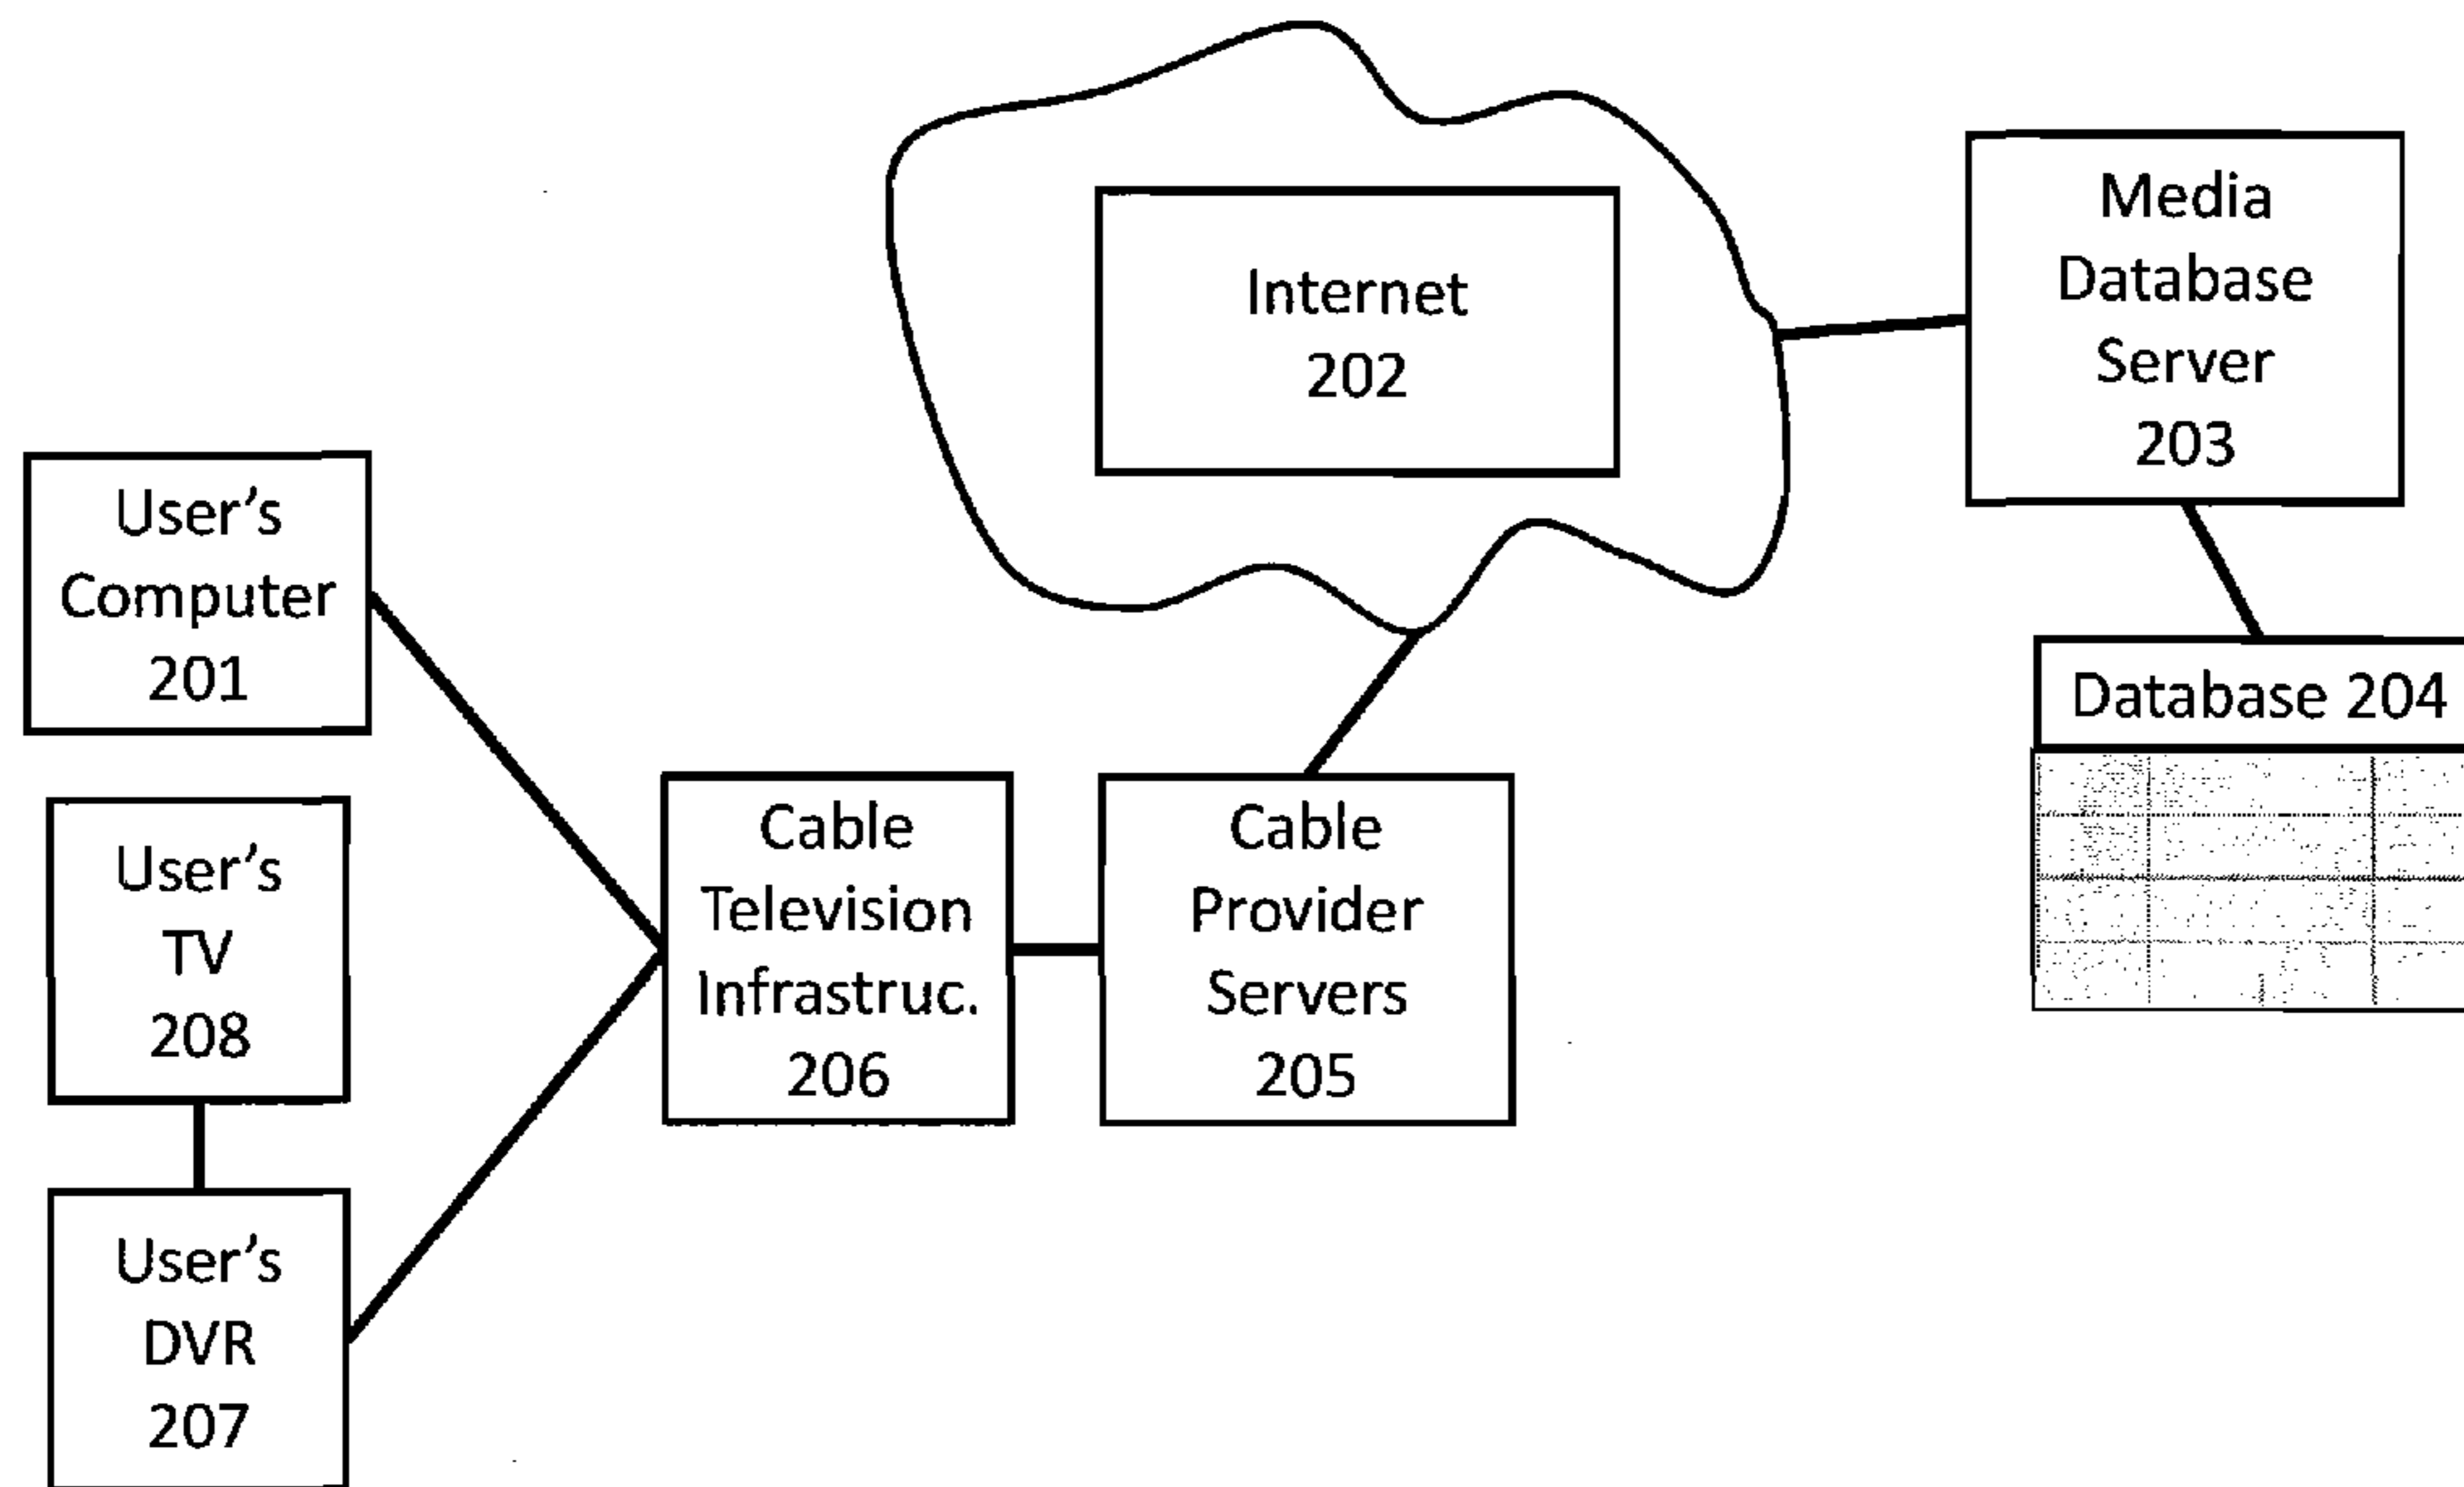 Internet
202
Media
Database
Server
203
User's
Computer
201
Database 204
User's
TV
208
Cable
Television
Infrastruc.
206
Cable
Provider
Servers
205
User's
DVR
207